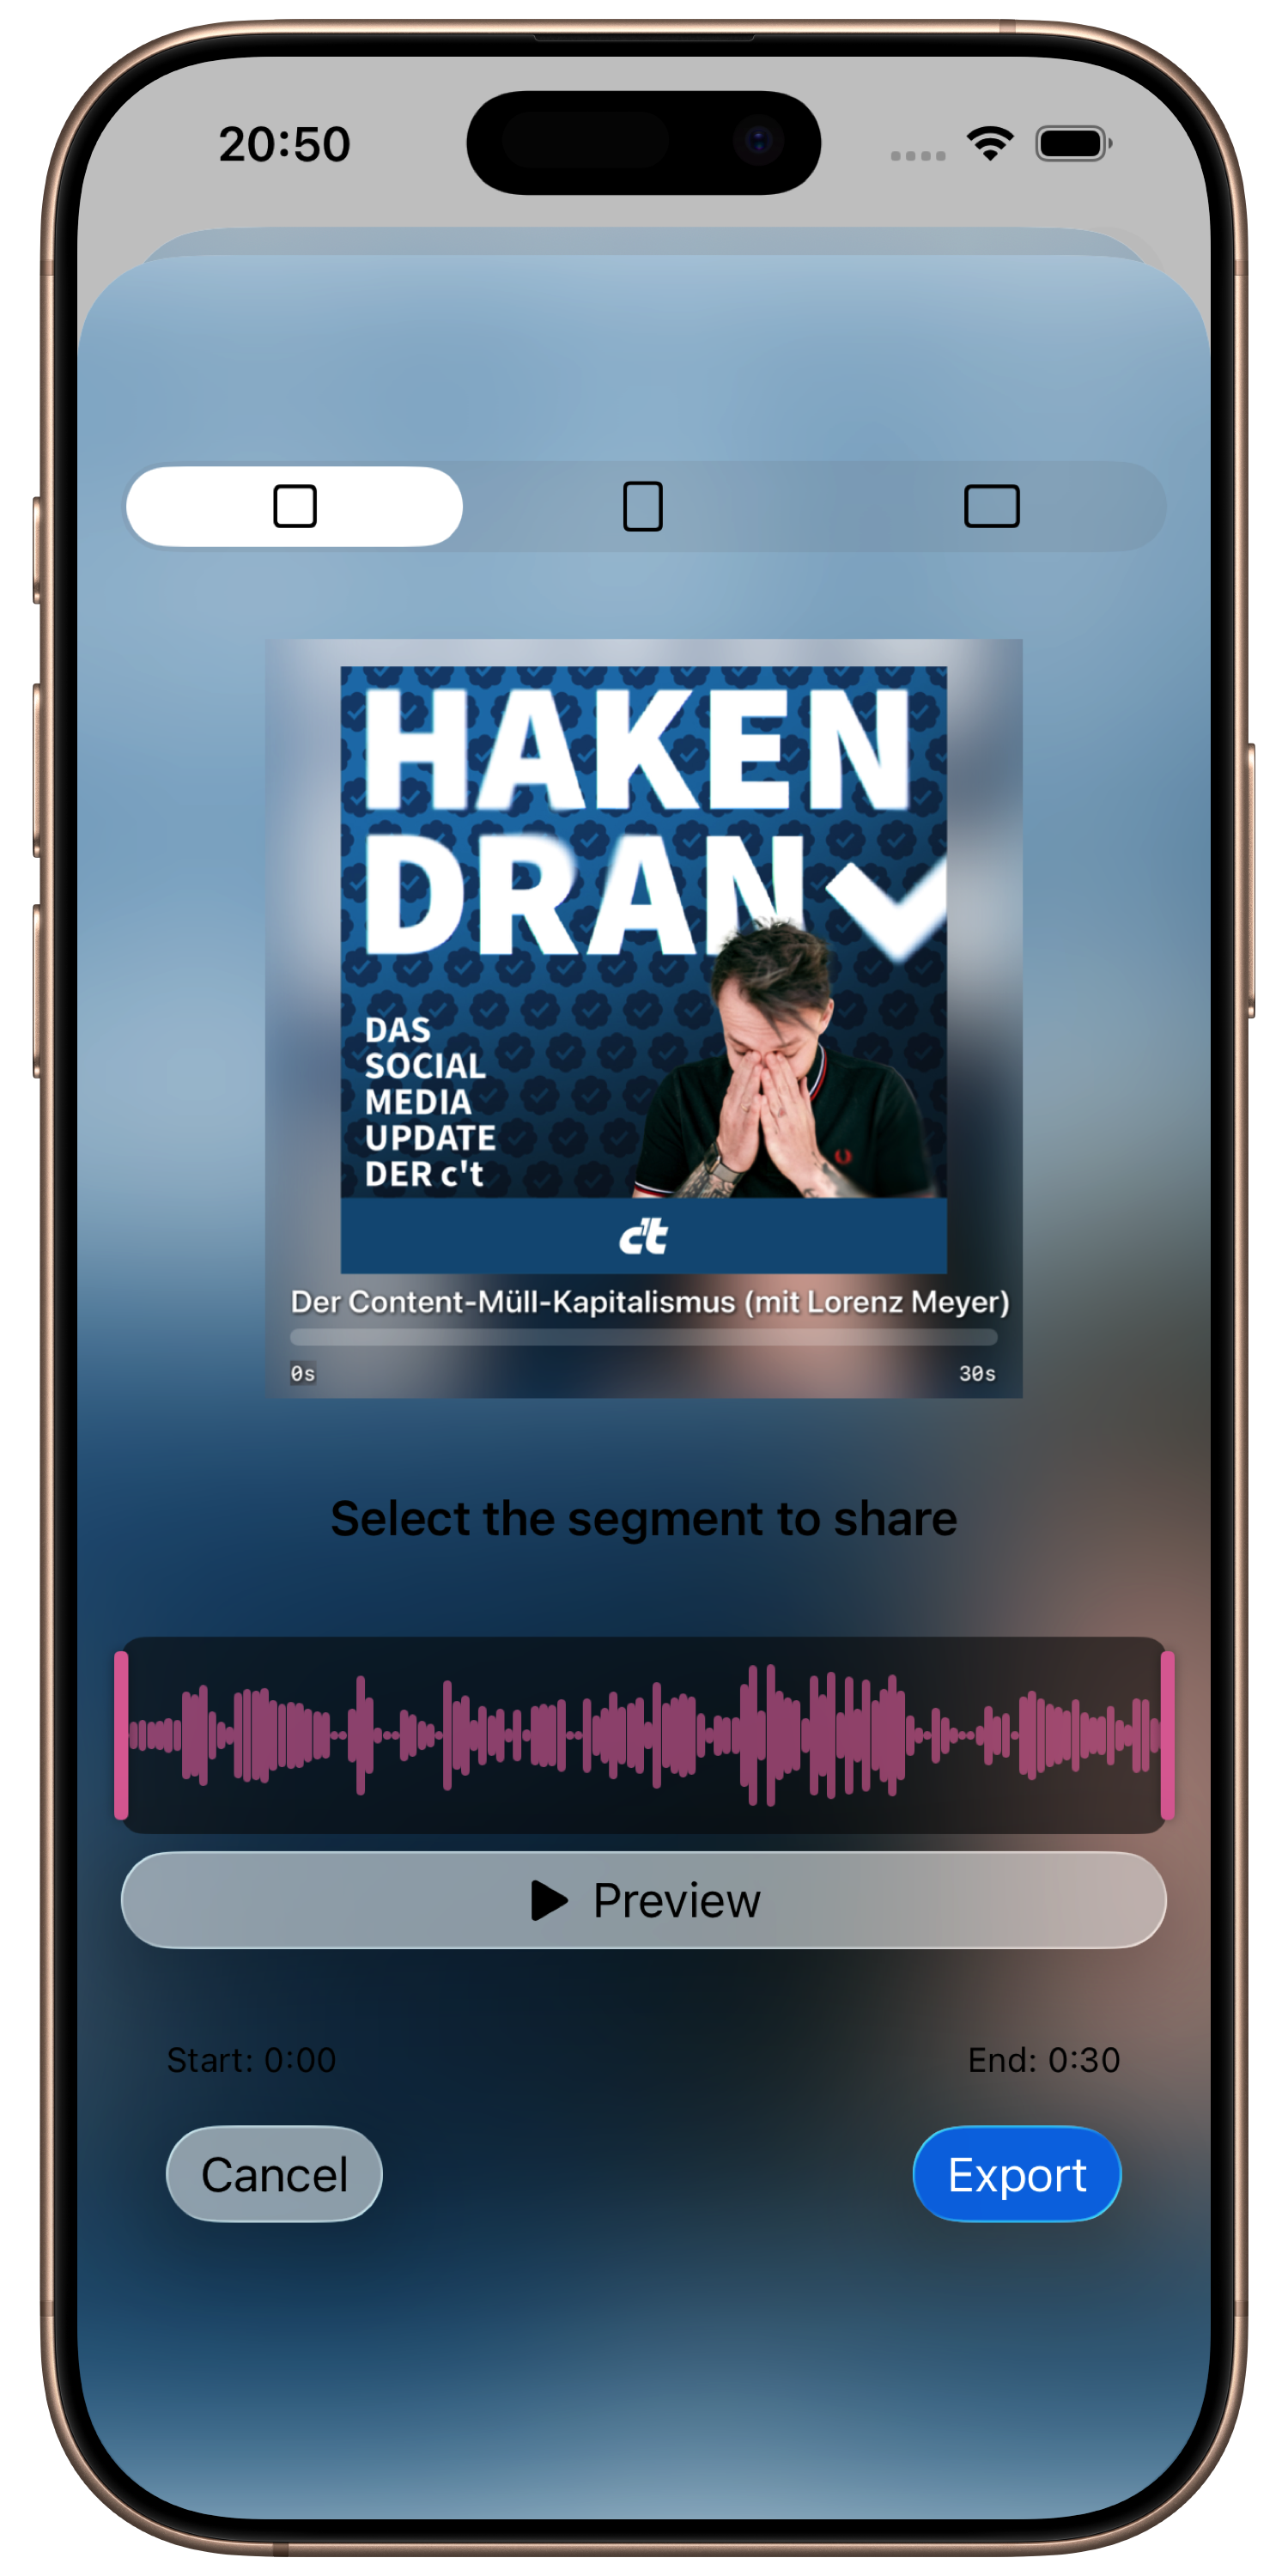 20:50
HAKEN
DRAN
DAS
SOCIAL
MEDIA
UPDATE
DER c't
c't
Der Content-Müll-Kapitalismus (mit Lorenz Meyer)
0s 30s
Select the segment to share
Preview
Start: 0:00 End: 0:30
Cancel Export